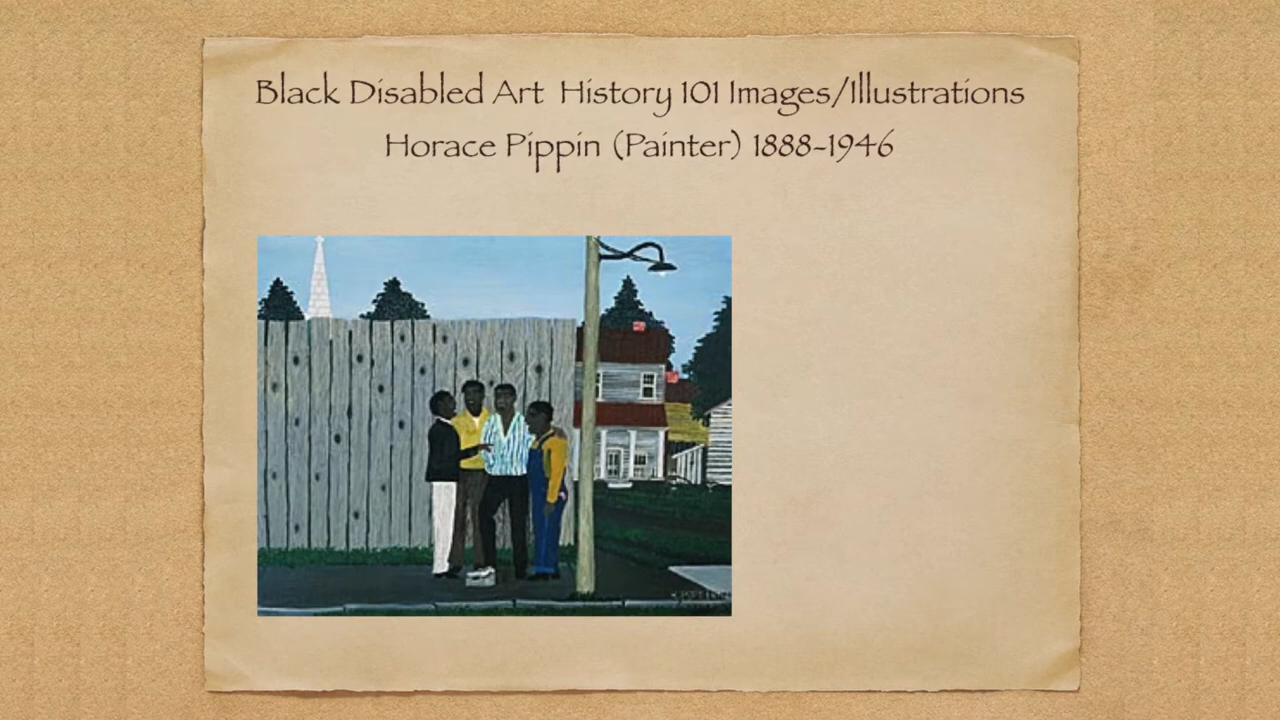 Black Disabled Art History 101 Images/Illustrations
Horace Pippin (Painter) 1888-1946